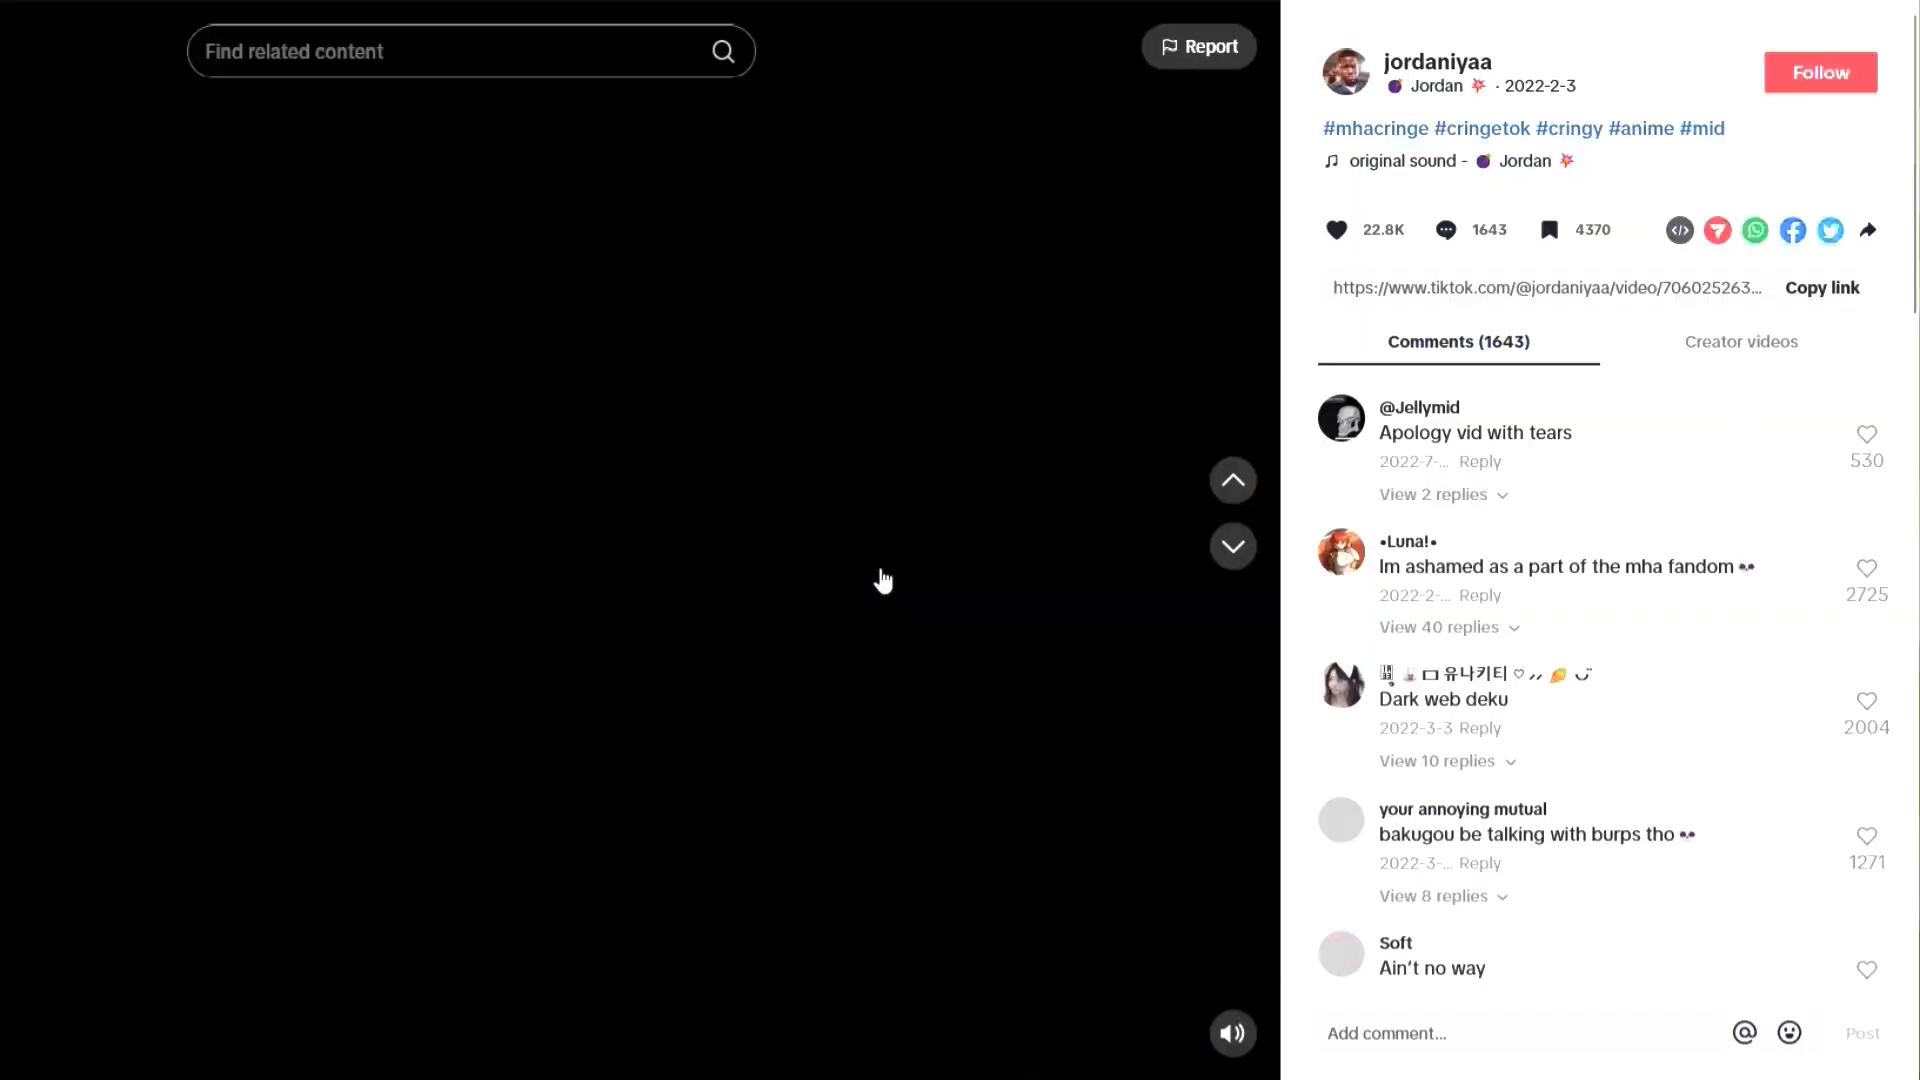 Find related content
Report
jordaniyaa
Jordan · 2022-2-3
Follow
#mhacringe #cringetok #cringy #anime #mid
original sound - Jordan
22.8K
1643
4370
https://www.tiktok.com/@jordaniyaa/video/706025263...
Copy link
Comments (1643)
Creator videos
@Jellymid
Apology vid with tears
2022-7-... Reply
530
View 2 replies
•Luna!•
Im ashamed as a part of the mha fandom
2022-2-... Reply
2725
View 40 replies
유나키티
Dark web deku
2022-3-3 Reply
2004
View 10 replies
your annoying mutual
bakugou be talking with burps tho
2022-3-... Reply
1271
View 8 replies
Soft
Ain't no way
Add comment...
Post